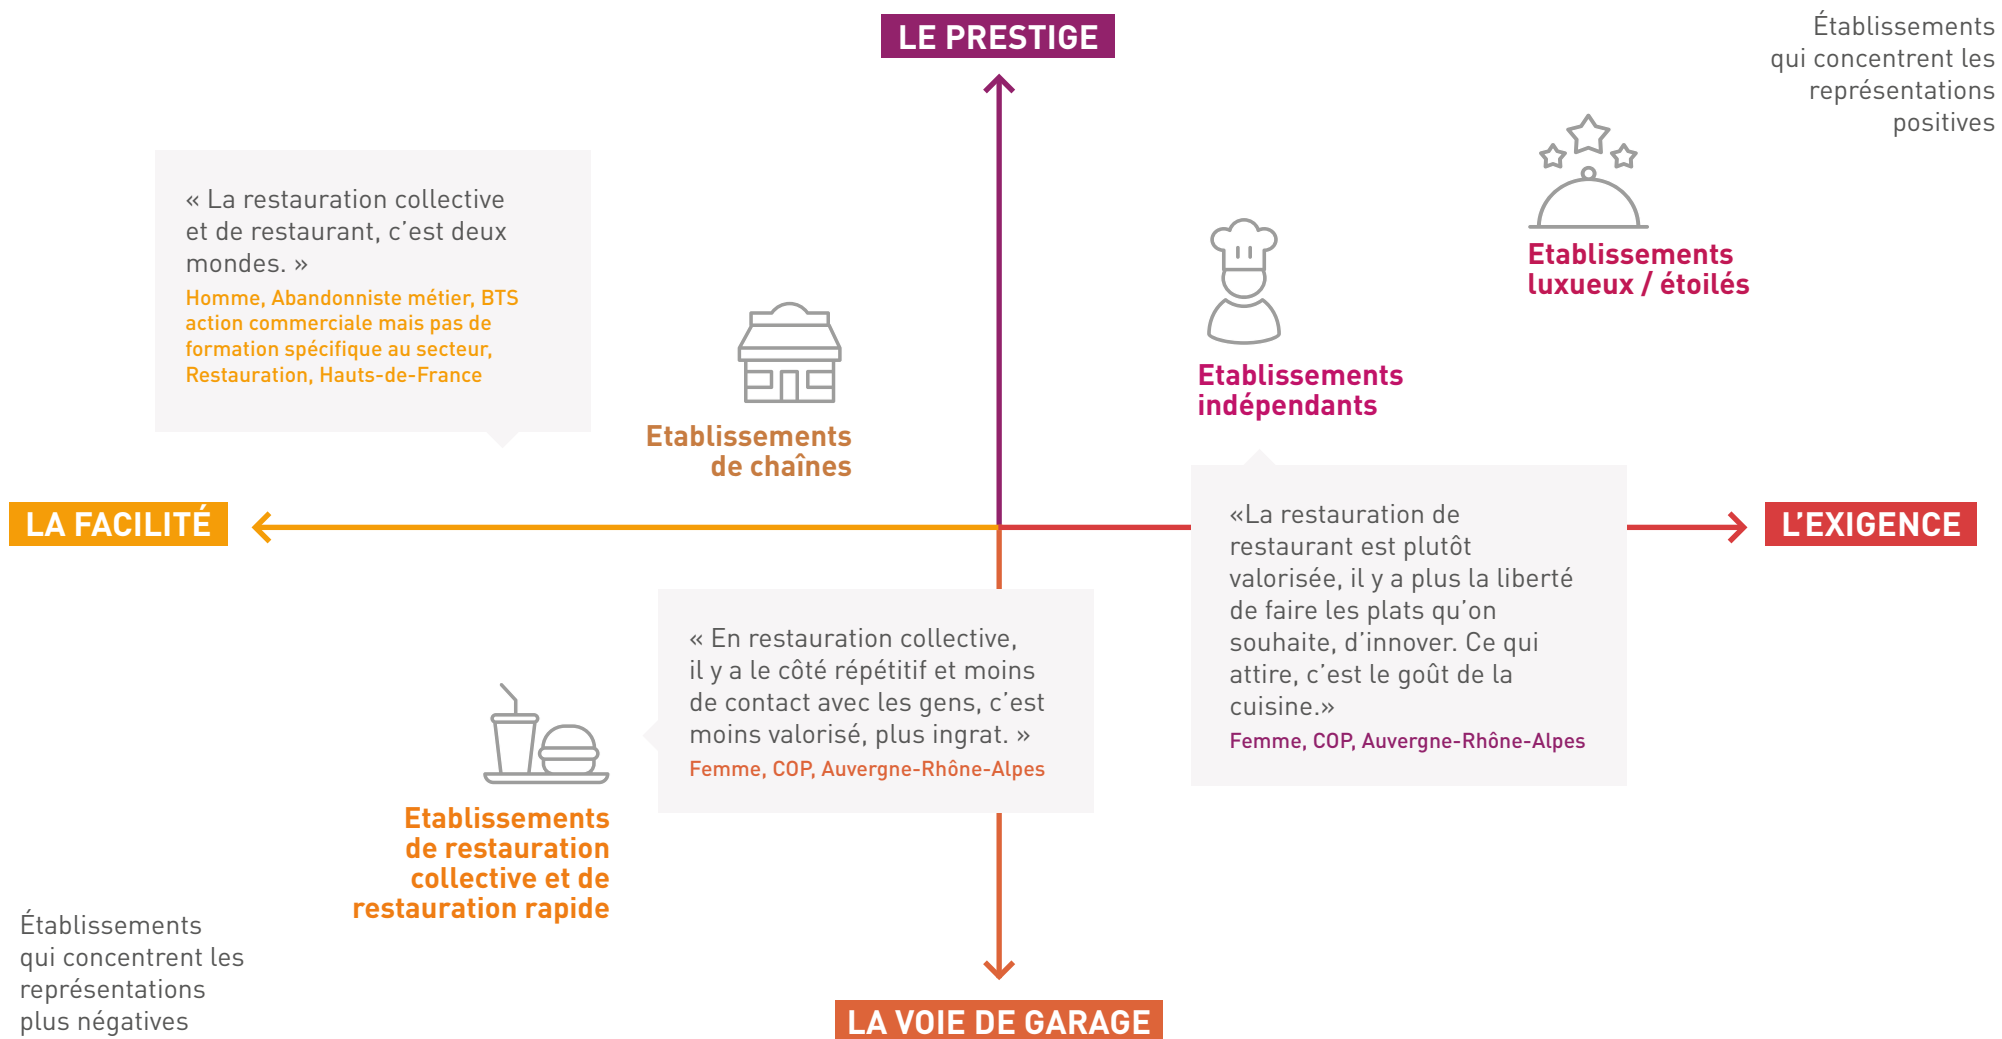 LE PRESTIGE
Établissements
qui concentrent les
représentations
positives
« La restauration collective
et de restaurant, c’est deux
mondes. »
Homme, Abandonniste métier, BTS
action commerciale mais pas de
formation spécifique au secteur,
Restauration, Hauts-de-France
Etablissements
de chaînes
Etablissements
indépendants
Etablissements
luxueux / étoilés
LA FACILITÉ
L’EXIGENCE
«La restauration de
restaurant est plutôt
valorisée, il y a plus la liberté
de faire les plats qu’on
souhaite, d’innover. Ce qui
attire, c’est le goût de la
cuisine.»
Femme, COP, Auvergne-Rhône-Alpes
« En restauration collective,
il y a le côté répétitif et moins
de contact avec les gens, c’est
moins valorisé, plus ingrat. »
Femme, COP, Auvergne-Rhône-Alpes
Etablissements
de restauration
collective et de
restauration rapide
Établissements
qui concentrent les
représentations
plus négatives
LA VOIE DE GARAGE